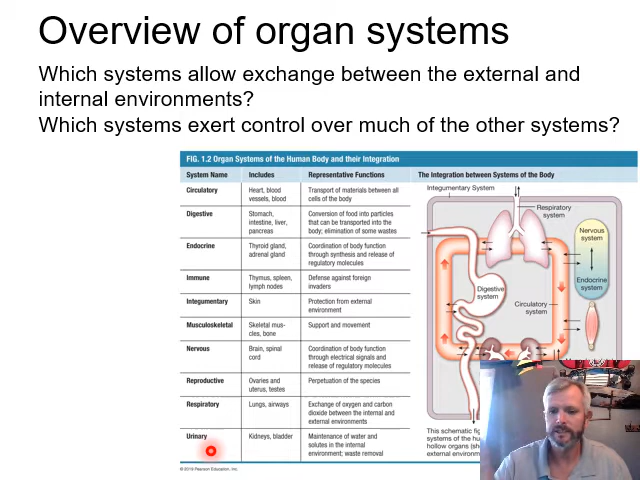 Overview of organ systems
Which systems allow exchange between the external and
internal environments?
Which systems exert control over much of the other systems?
FIG. 1.2 Organ Systems of the Human Body and their Integration
System Name Includes Representative Functions
Circulatory Heart, blood Transport of materials between all
vessels, blood cells of the body
Digestive Stomach, Conversion of food into particles
intestine, liver, that can be transported into the
pancreas body; elimination of some wastes
Endocrine Thyroid gland, Coordination of body function
adrenal gland through synthesis and release of
regulatory molecules
Immune Thymus, spleen, Defense against foreign
lymph nodes invaders
Integumentary Skin Protection from external
environment
Musculoskeletal Skeletal mus- Support and movement
cles, bone
Nervous Brain, spinal Coordination of body function
cord through electrical signals and
release of regulatory molecules
Reproductive Ovaries and Perpetuation of the species
uterus, testes
Respiratory Lungs, airways Exchange of oxygen and carbon
dioxide between the internal and
external environments
Urinary Kidneys, bladder Maintenance of water and
solutes in the internal
environment; waste removal
© 2019 Pearson Education, Inc.
The Integration between Systems of the Body
Integumentary System
Respiratory
system
Nervous
system
Digestive
system
Endocrine
system
Circulatory
system
This schematic fig
systems of the hu
hollow organs (sh
external environm